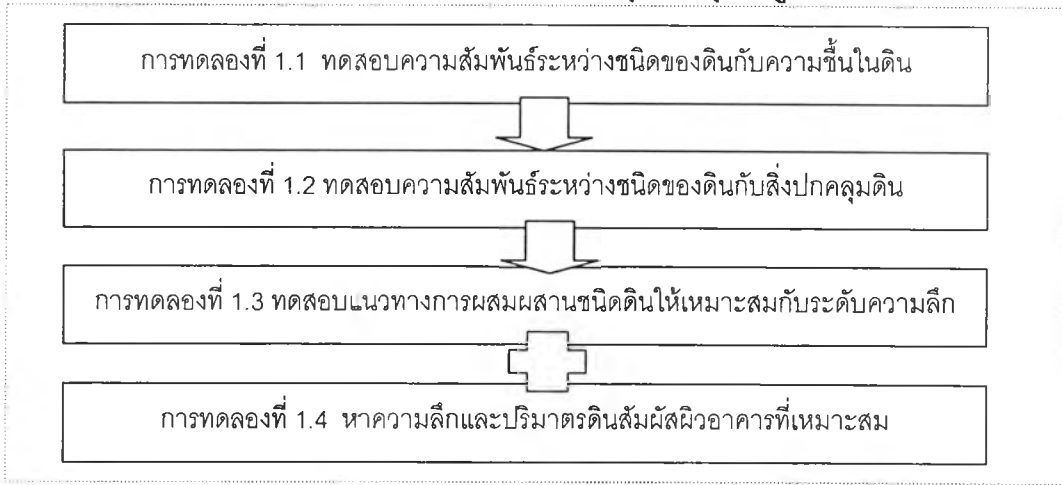 การทดลองที่ 1.1 ทดสอบความสัมพันธ์ระหว่างชนิดของดินกับความชื้นในดิน
การทดลองที่ 1.2 ทดสอบความสัมพันธ์ระหว่างชนิดของดินกับสิ่งปกคลุมดิน
การทดลองที่ 1.3 ทดสอบแนวทางการผสมผสานชนิดดินให้เหมาะสมกับระดับความลึก
การทดลองที่ 1.4 หาความลึกและปริมาตรดินสัมผัสผิวอาคารที่เหมาะสม